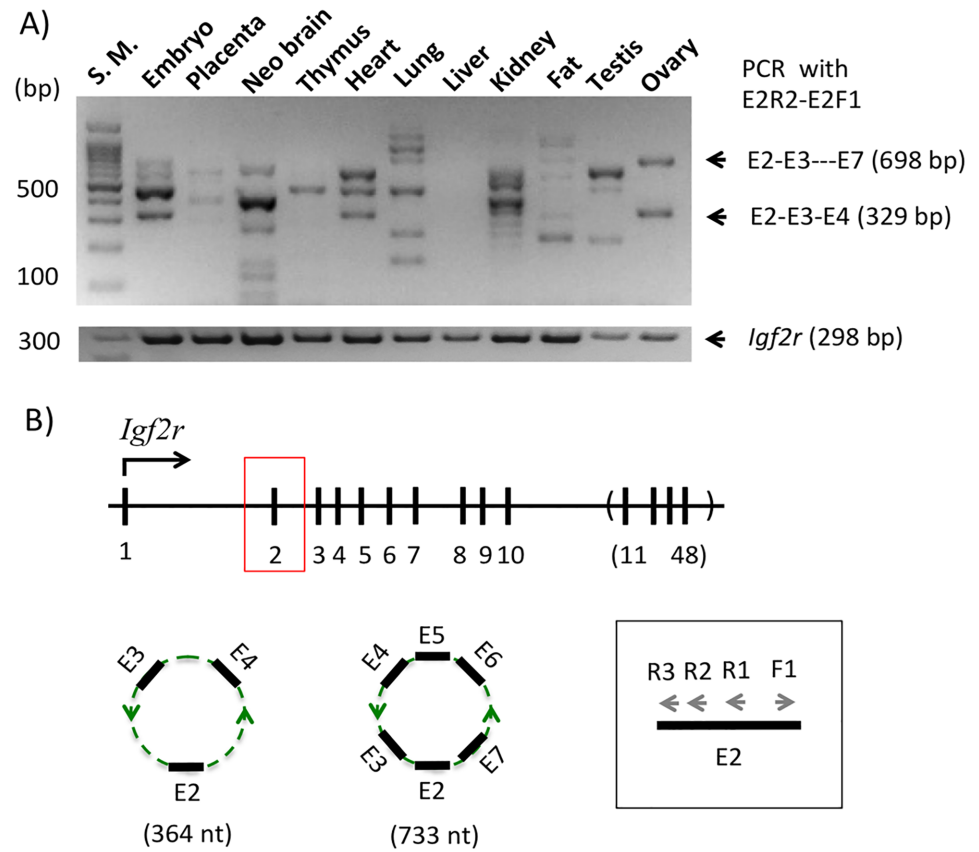 A)
S. M. Embryo Placenta Neo brain Thymus Heart Lung Liver Kidney Fat Testis Ovary
(bp)
PCR with
E2R2-E2F1
500
100
E2-E3---E7 (698 bp)
E2-E3-E4 (329 bp)
300
Igf2r (298 bp)
B)
Igf2r
1 2 3 4 5 6 7 8 9 10 (11 48)
( )
E3 E4
E2
(364 nt)
E5
E4 E6
E3 E7
E2
(733 nt)
R3 R2 R1 F1
E2